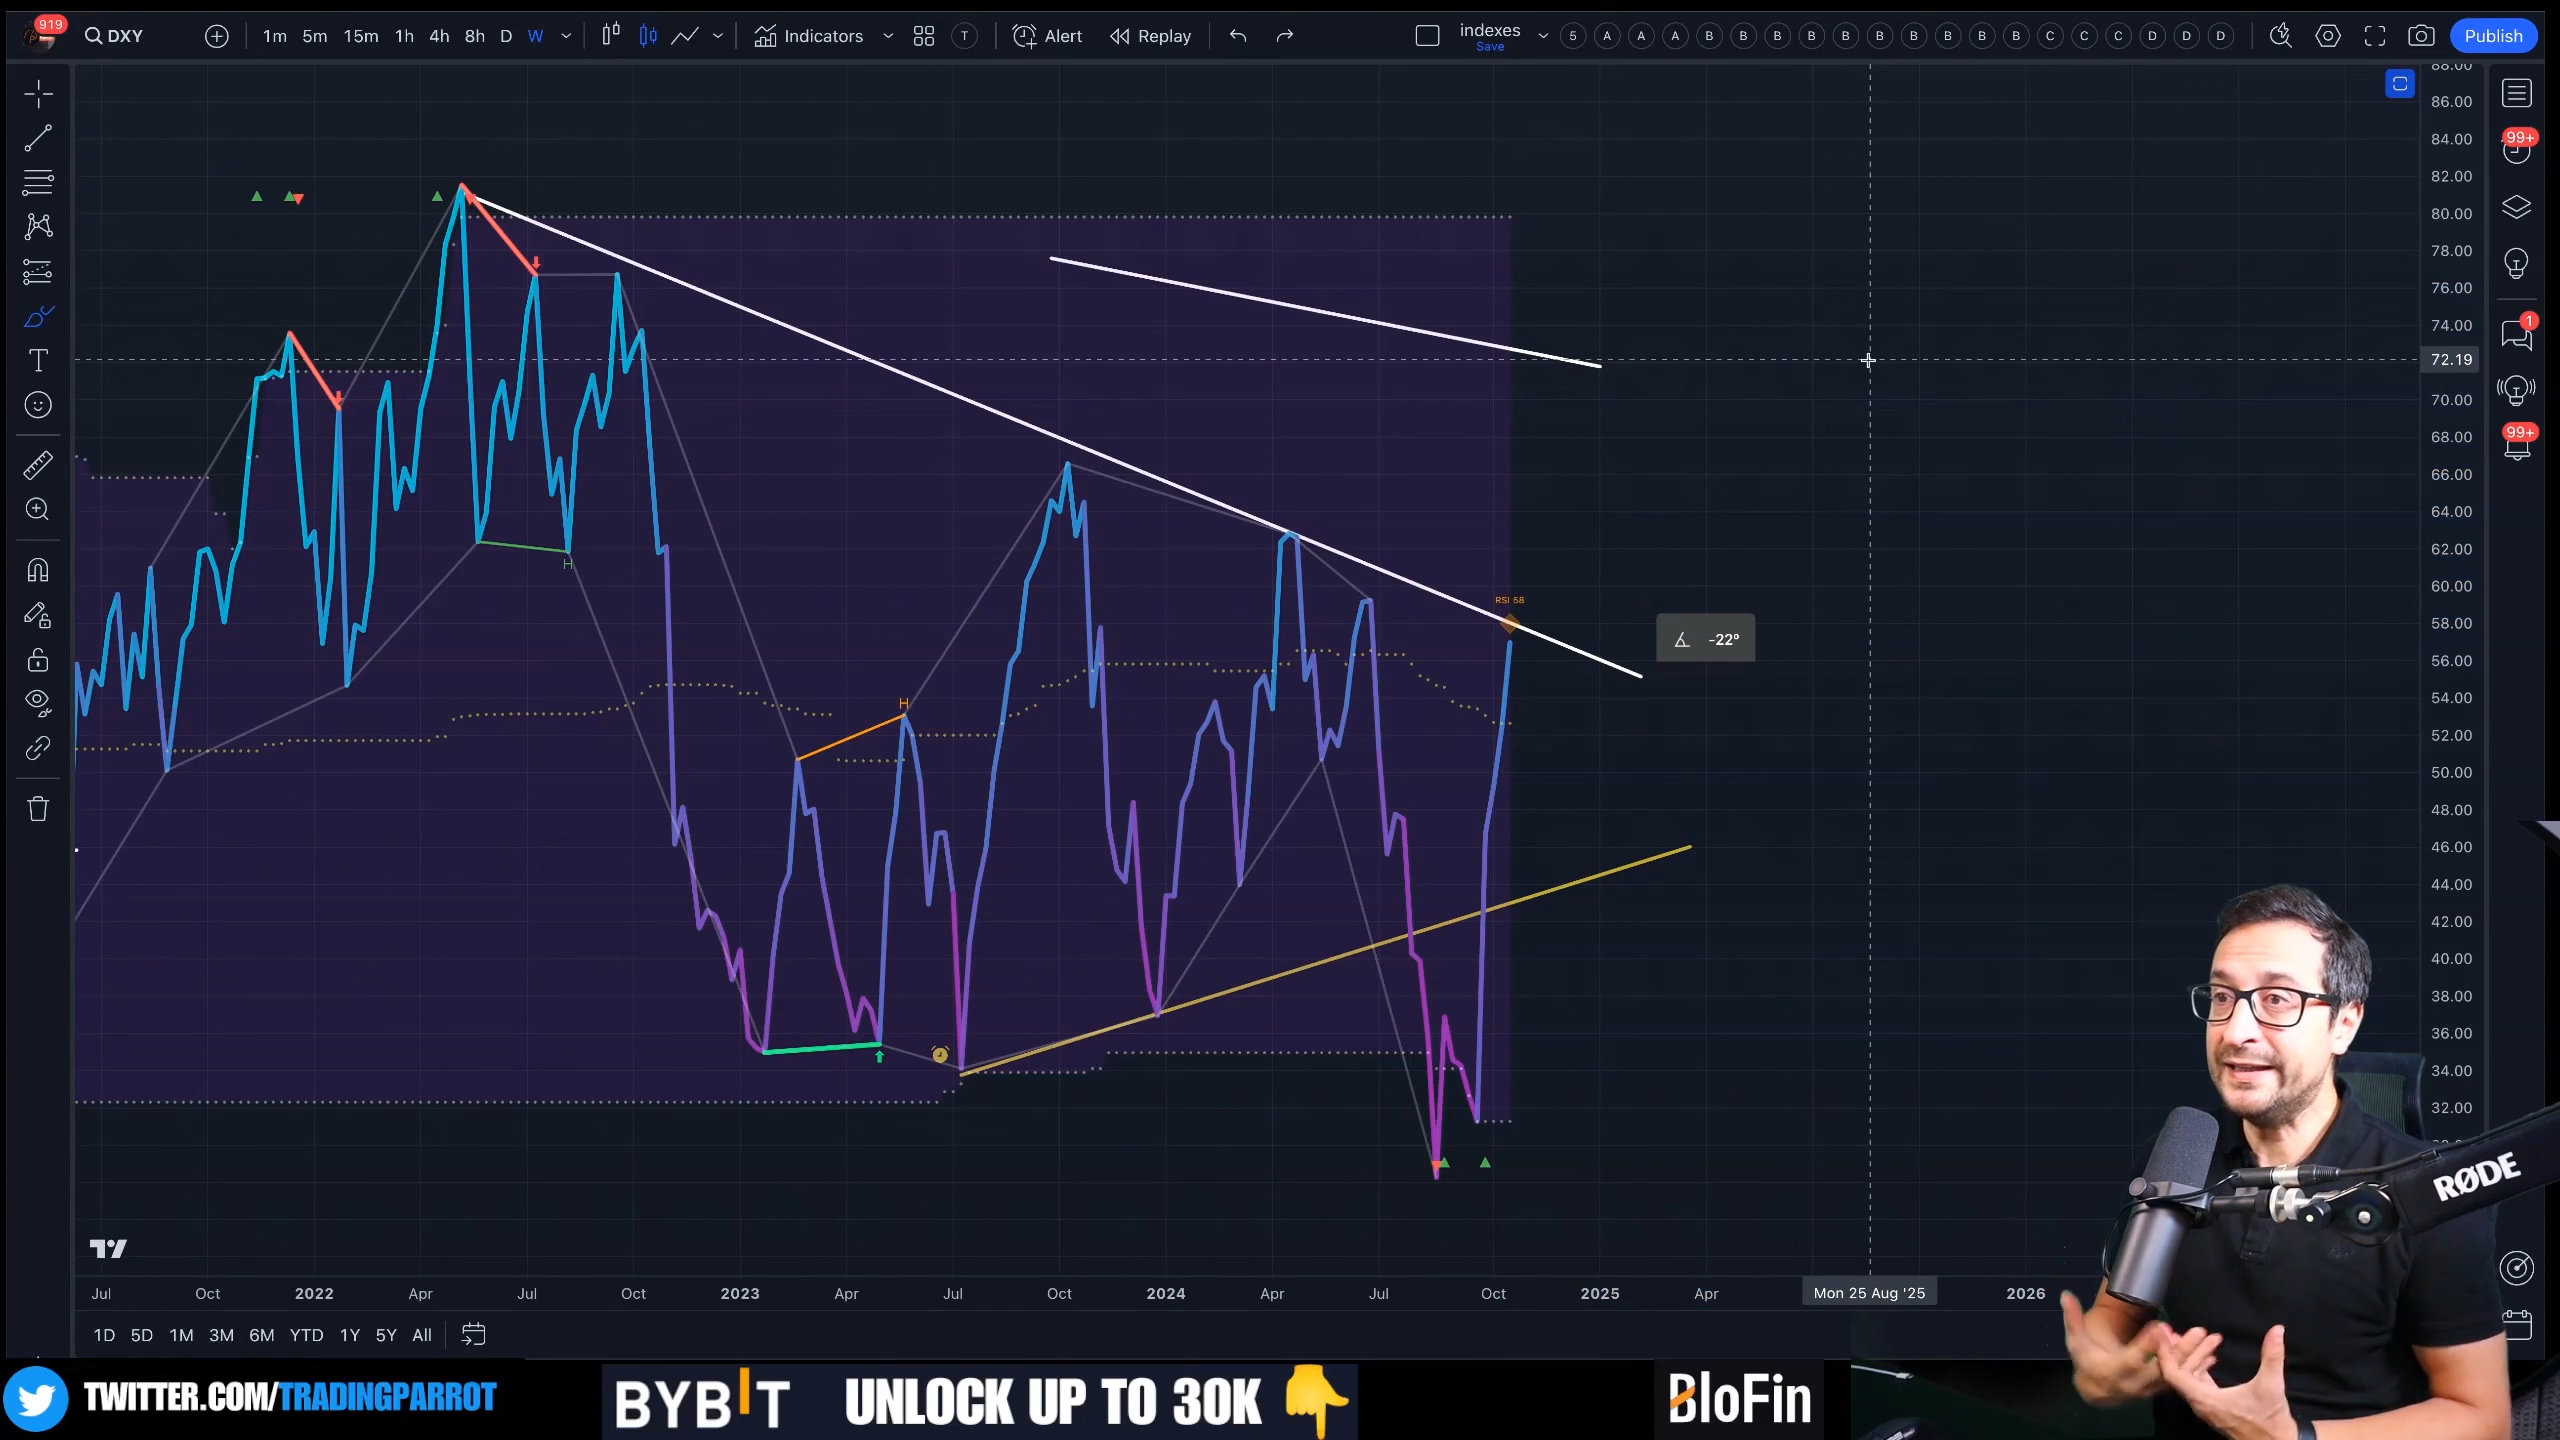 919
DXY
1m 5m 15m 1h 4h 8h D W
Indicators
T
Alert
Replay
indexes
Save
5 A A A B B B B B B B B B B C C C D D D
Publish
88.00
86.00
84.00
82.00
80.00
78.00
76.00
74.00
72.19
70.00
68.00
66.00
64.00
62.00
60.00
58.00
56.00
54.00
52.00
50.00
48.00
46.00
44.00
42.00
40.00
38.00
36.00
34.00
32.00
99+
1
99+
H
H
RSI 58
-22°
Jul Oct 2022 Apr Jul Oct 2023 Apr Jul Oct 2024 Apr Jul Oct 2025 Apr Mon 25 Aug '25 2026
1D 5D 1M 3M 6M YTD 1Y 5Y All
RØDE
TWITTER.COM/TRADINGPARROT
BYBIT UNLOCK UP TO 30K
BloFin